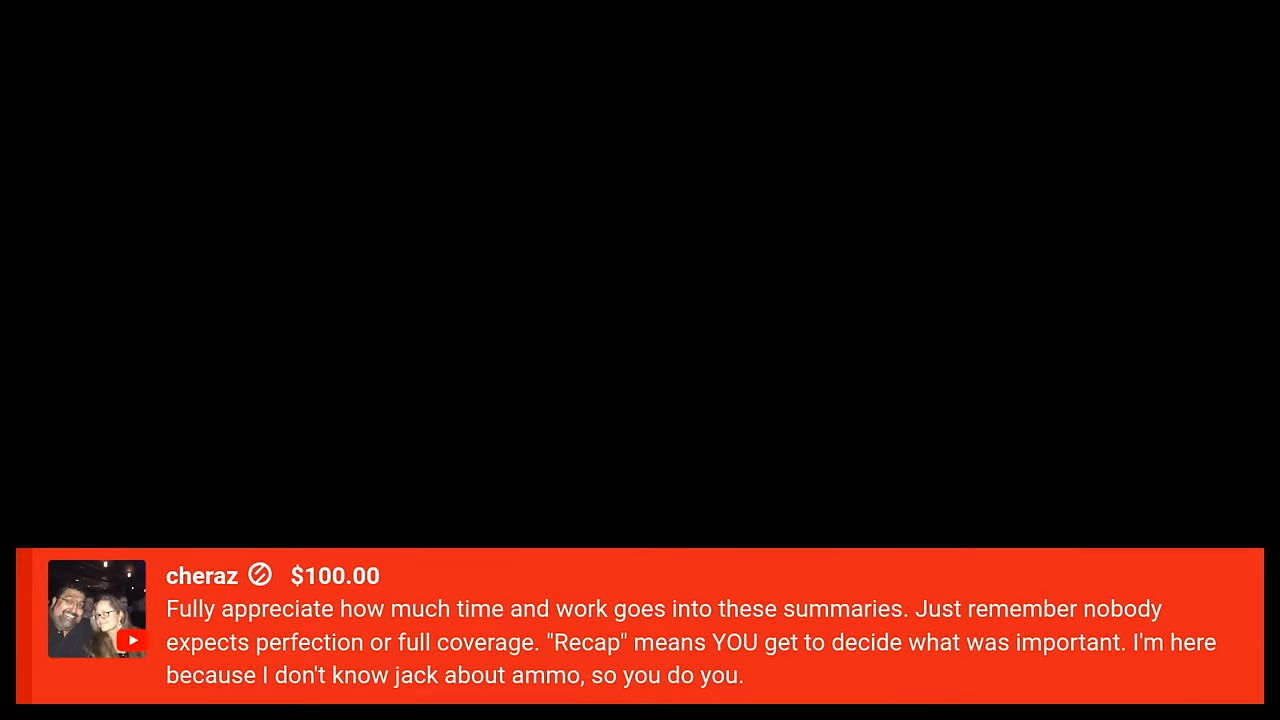 cheraz $100.00
Fully appreciate how much time and work goes into these summaries. Just remember nobody
expects perfection or full coverage. "Recap" means YOU get to decide what was important. I'm here
because I don't know jack about ammo, so you do you.